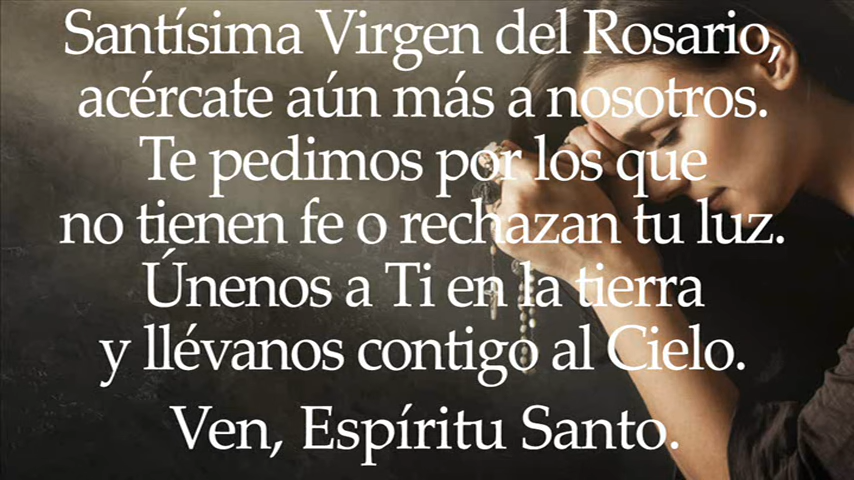 Santísima Virgen del Rosario,
acércate aún más a nosotros.
Te pedimos por los que
no tienen fe o rechazan tu luz.
Únenos a Ti en la tierra
y llévanos contigo al Cielo.
Ven, Espíritu Santo.